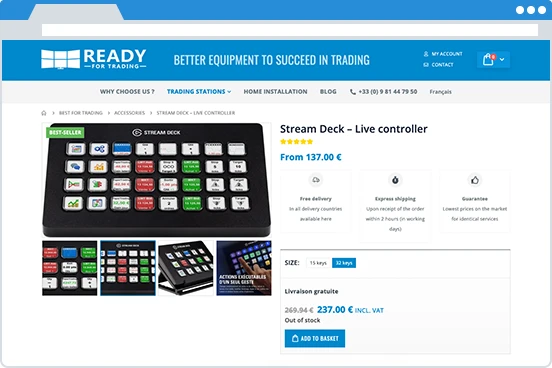 READY
FOR TRADING
BETTER EQUIPMENT TO SUCCEED IN TRADING
MY ACCOUNT
CONTACT
WHY CHOOSE US ?
TRADING STATIONS
HOME INSTALLATION
BLOG
+33 (0) 9 81 44 79 50
Français
BEST FOR TRADING > ACCESSORIES > STREAM DECK – LIVE CONTROLLER
BEST-SELLER
STREAM DECK
Stream Deck – Live controller
From 137.00 €
Free delivery
In all delivery countries
available here
Express shipping
Upon receipt of the order
within 2 hours (in working
days)
Guarantee
Lowest prices on the market
for identical services
ACTIONS EXÉCUTABLES
D'UN SEUL GESTE
SIZE:
15 keys
32 keys
Livraison gratuite
269.94 € 237.00 € INCL. VAT
Out of stock
ADD TO BASKET